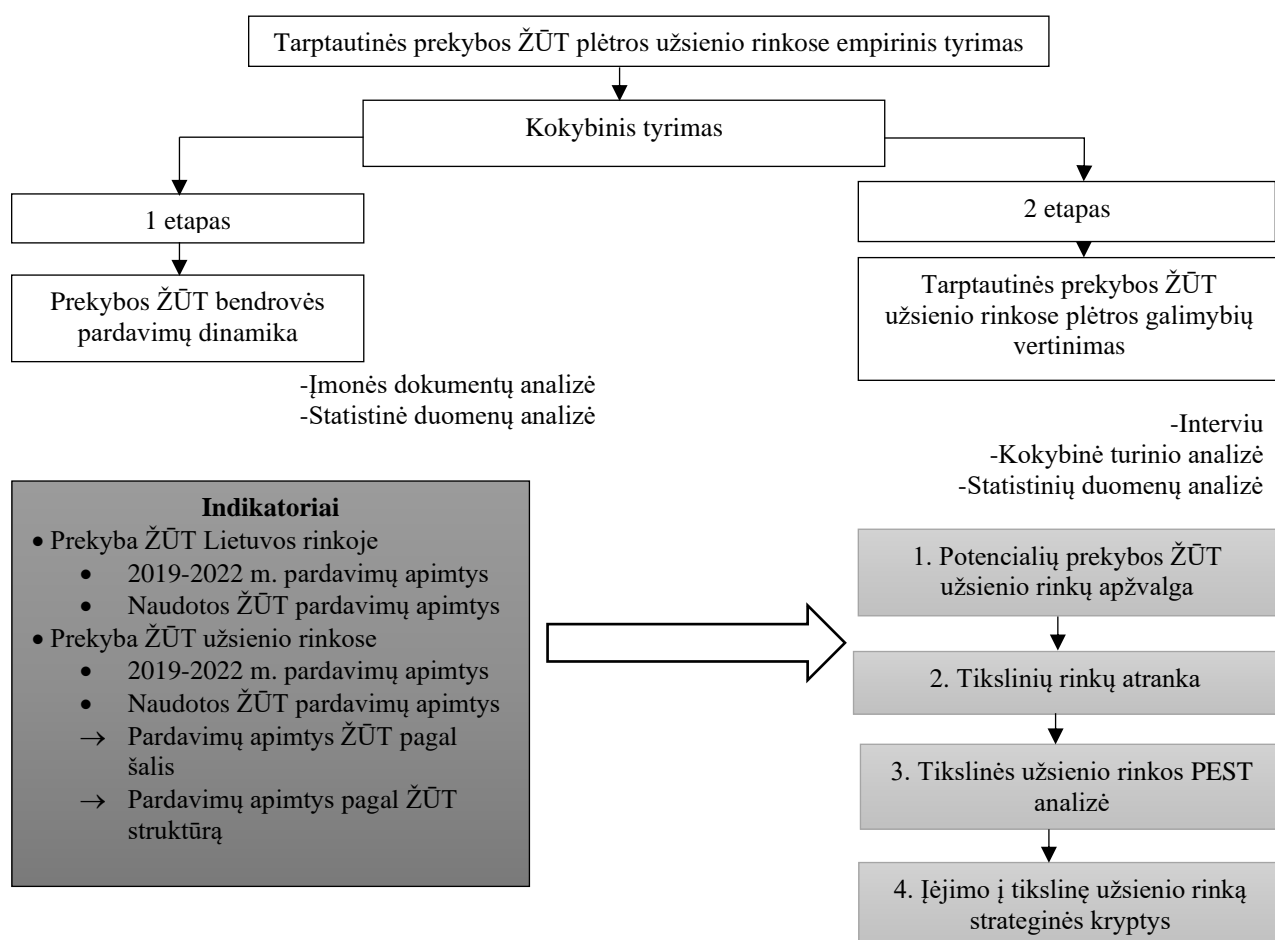 Tarptautinės prekybos ŽŪT plėtros užsienio rinkose empirinis tyrimas
Kokybinis tyrimas
1 etapas
Prekybos ŽŪT bendrovės
pardavimų dinamika
-Įmonės dokumentų analizė
-Statistinė duomenų analizė
2 etapas
Tarptautinės prekybos ŽŪT
užsienio rinkose plėtros galimybių
vertinimas
-Interviu
-Kokybinė turinio analizė
-Statistinių duomenų analizė
Indikatoriai
• Prekyba ŽŪT Lietuvos rinkoje
• 2019-2022 m. pardavimų apimtys
• Naudotos ŽŪT pardavimų apimtys
• Prekyba ŽŪT užsienio rinkose
• 2019-2022 m. pardavimų apimtys
• Naudotos ŽŪT pardavimų apimtys
→ Pardavimų apimtys ŽŪT pagal
šalis
→ Pardavimų apimtys pagal ŽŪT
struktūrą
1. Potencialių prekybos ŽŪT
užsienio rinkų apžvalga
2. Tikslinių rinkų atranka
3. Tikslinės užsienio rinkos PEST
analizė
4. Įėjimo į tikslinę užsienio rinką
strateginės kryptys